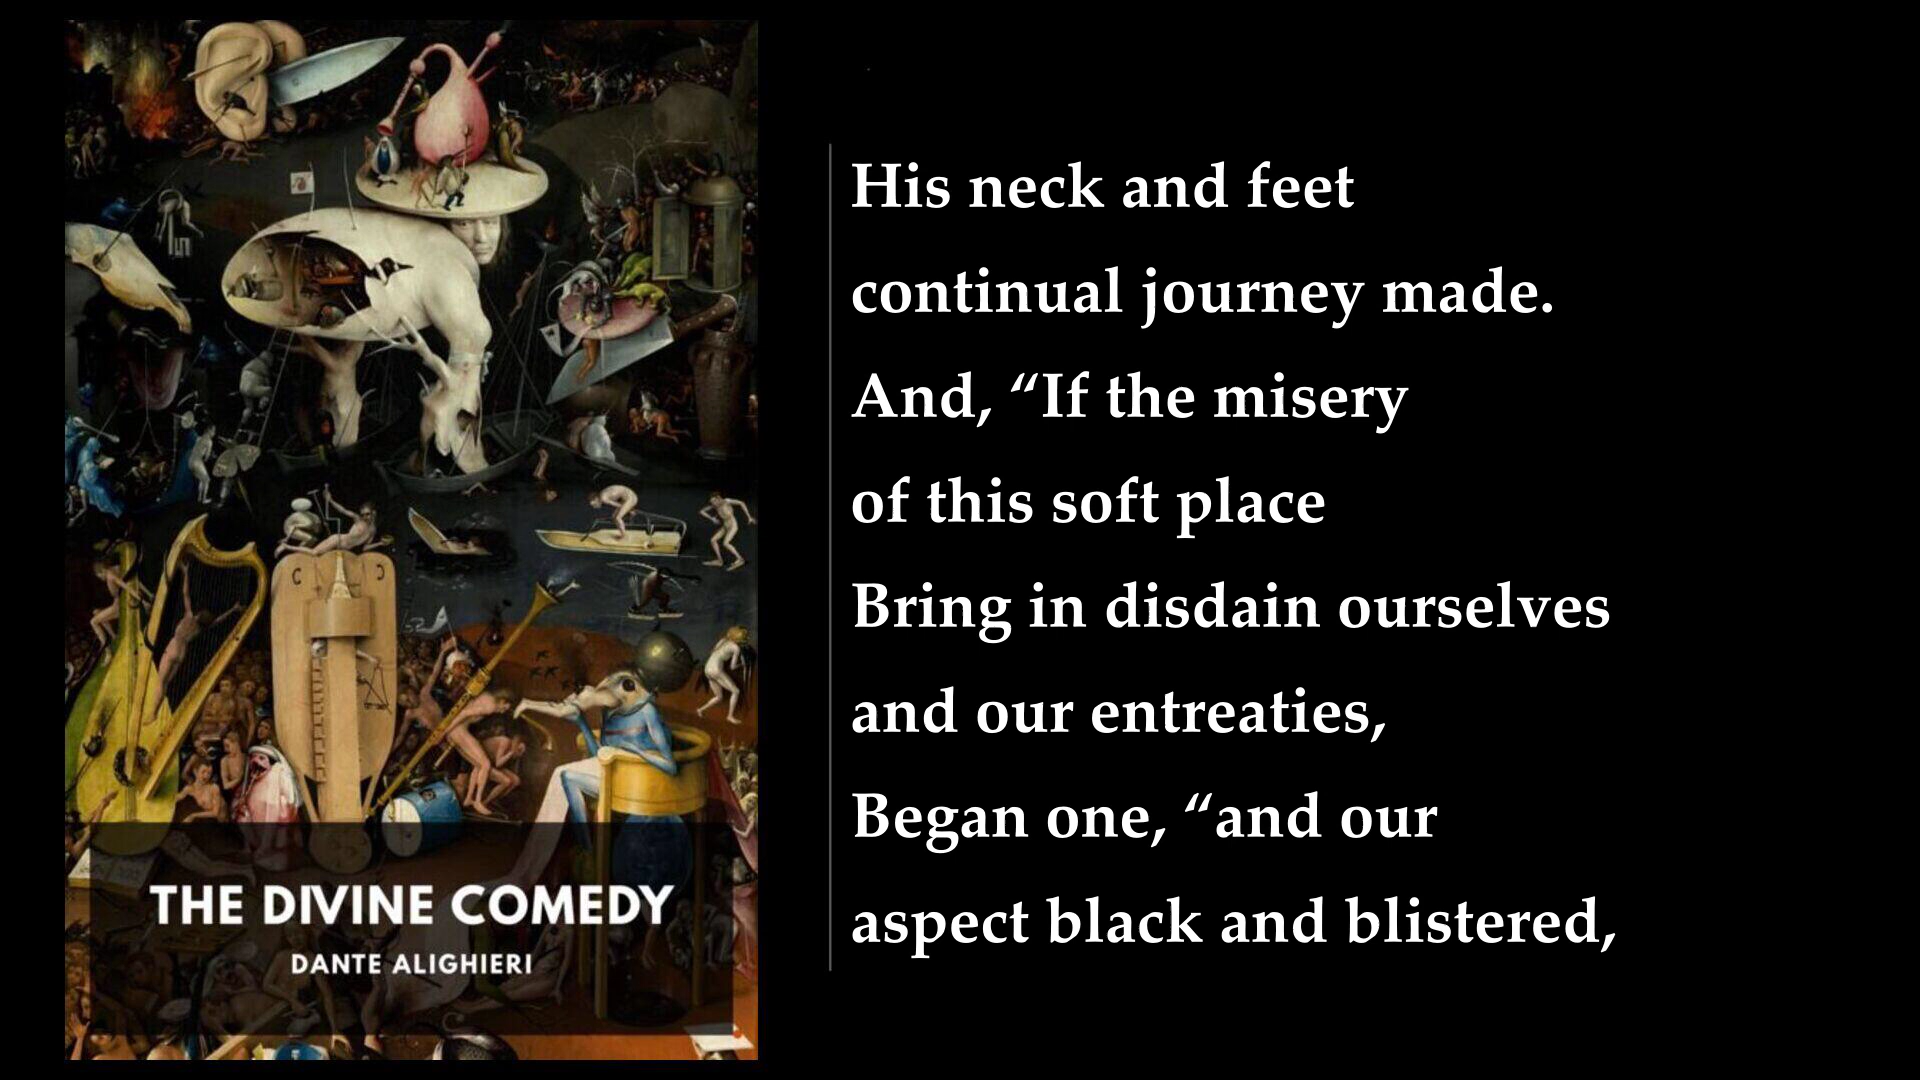 THE DIVINE COMEDY
DANTE ALIGHIERI
His neck and feet
continual journey made.
And, “If the misery
of this soft place
Bring in disdain ourselves
and our entreaties,
Began one, “and our
aspect black and blistered,